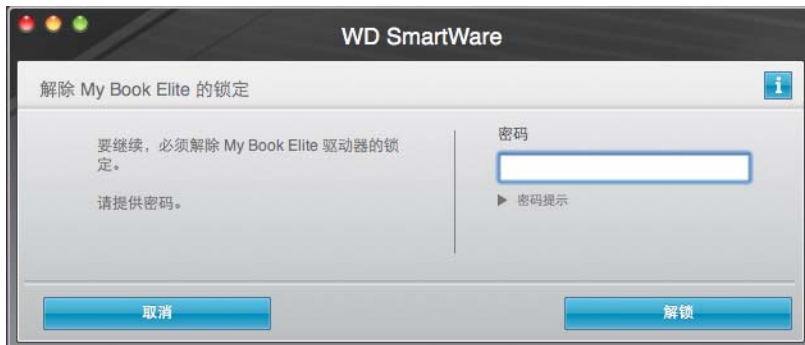 WD SmartWare
解除 My Book Elite 的锁定
i
要继续，必须解除 My Book Elite 驱动器的锁
定。
请提供密码。
密码
▶ 密码提示
取消
解锁